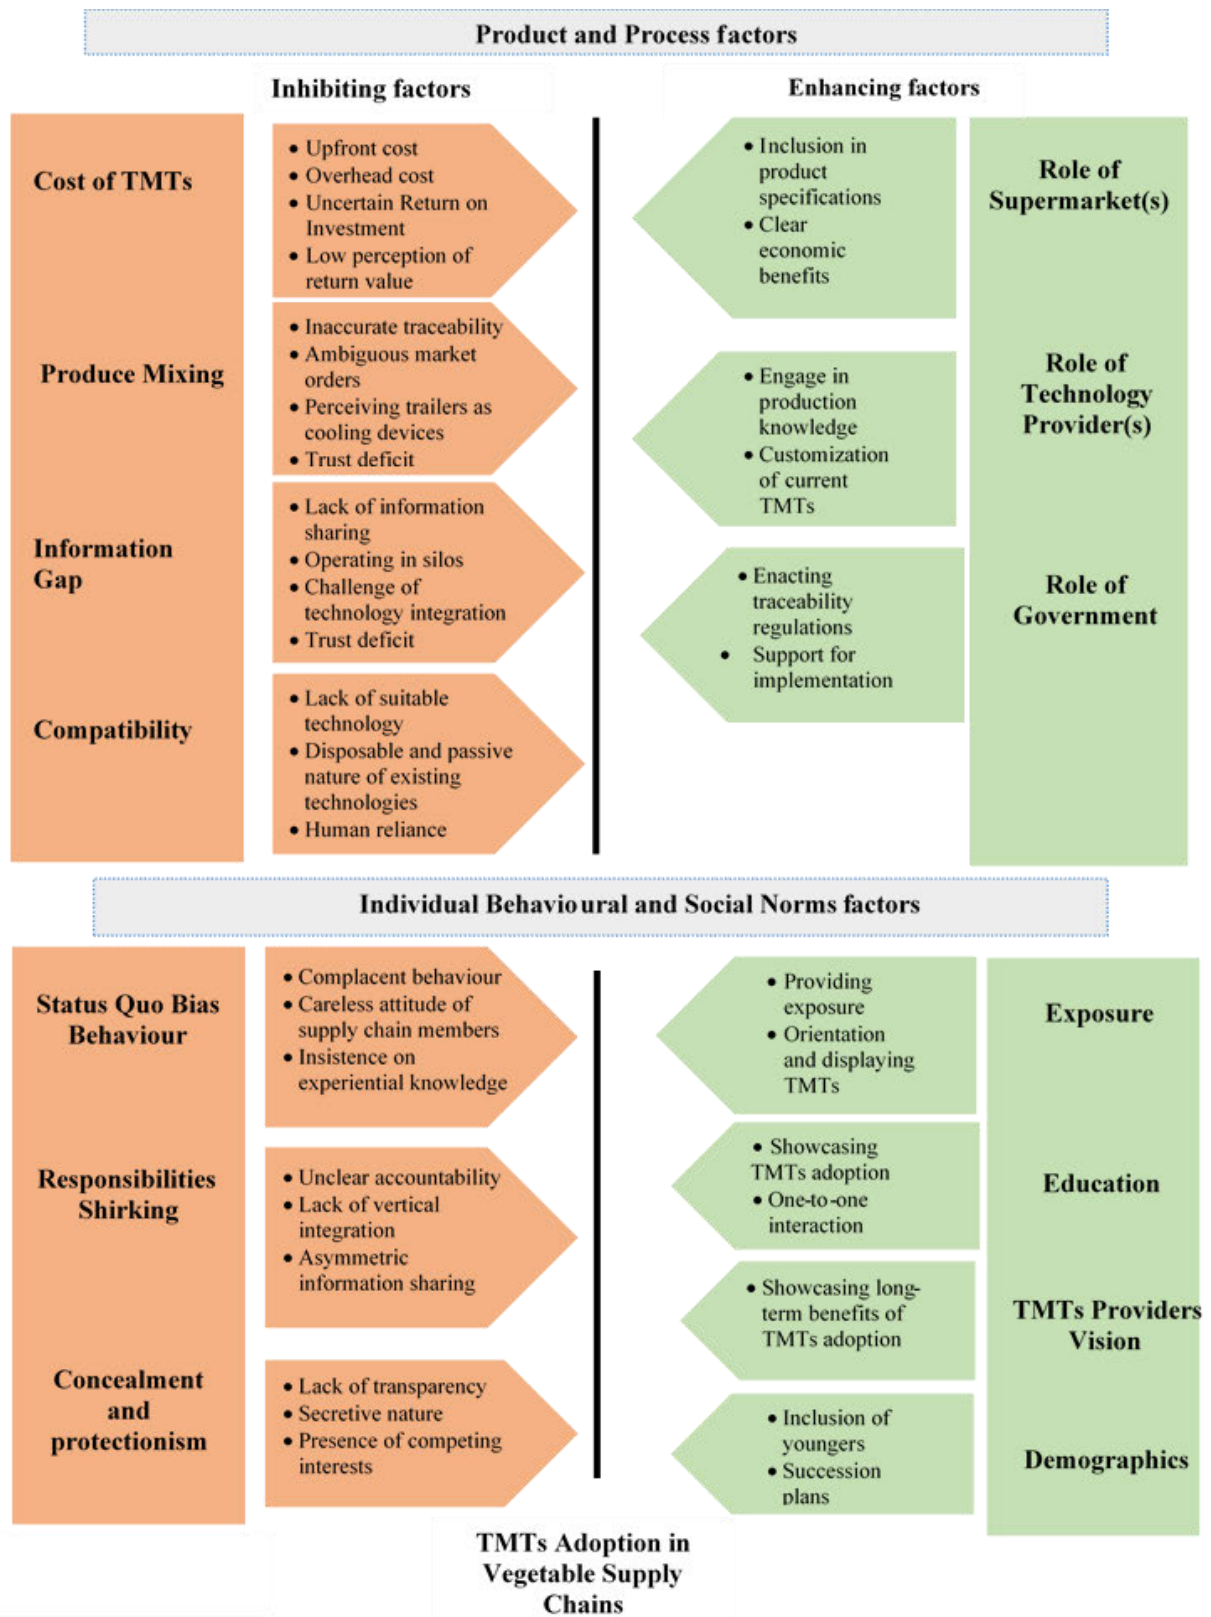 Product and Process factors
Inhibiting factors
Enhancing factors
Cost of TMTs
• Upfront cost
• Overhead cost
• Uncertain Return on
Investment
• Low perception of
return value
Produce Mixing
• Inaccurate traceability
• Ambiguous market
orders
• Perceiving trailers as
cooling devices
• Trust deficit
Information
Gap
• Lack of information
sharing
• Operating in silos
• Challenge of
technology integration
• Trust deficit
Compatibility
• Lack of suitable
technology
• Disposable and passive
nature of existing
technologies
• Human reliance
• Inclusion in
product
specifications
• Clear
economic
benefits
Role of
Supermarket(s)
• Engage in
production
knowledge
• Customization
of current
TMTs
Role of
Technology
Provider(s)
• Enacting
traceability
regulations
• Support for
implementation
Role of
Government
Individual Behavioural and Social Norms factors
Status Quo Bias
Behaviour
• Complacent behaviour
• Careless attitude of
supply chain members
• Insistence on
experiential knowledge
Responsibilities
Shirking
• Unclear accountability
• Lack of vertical
integration
• Asymmetric
information sharing
Concealment
and
protectionism
• Lack of transparency
• Secretive nature
• Presence of competing
interests
• Providing
exposure
• Orientation
and displaying
TMTs
Exposure
• Showcasing
TMTs adoption
• One-to-one
interaction
Education
• Showcasing long-
term benefits of
TMTs adoption
TMTs Providers
Vision
• Inclusion of
youngers
• Succession
plans
Demographics
TMTs Adoption in
Vegetable Supply
Chains